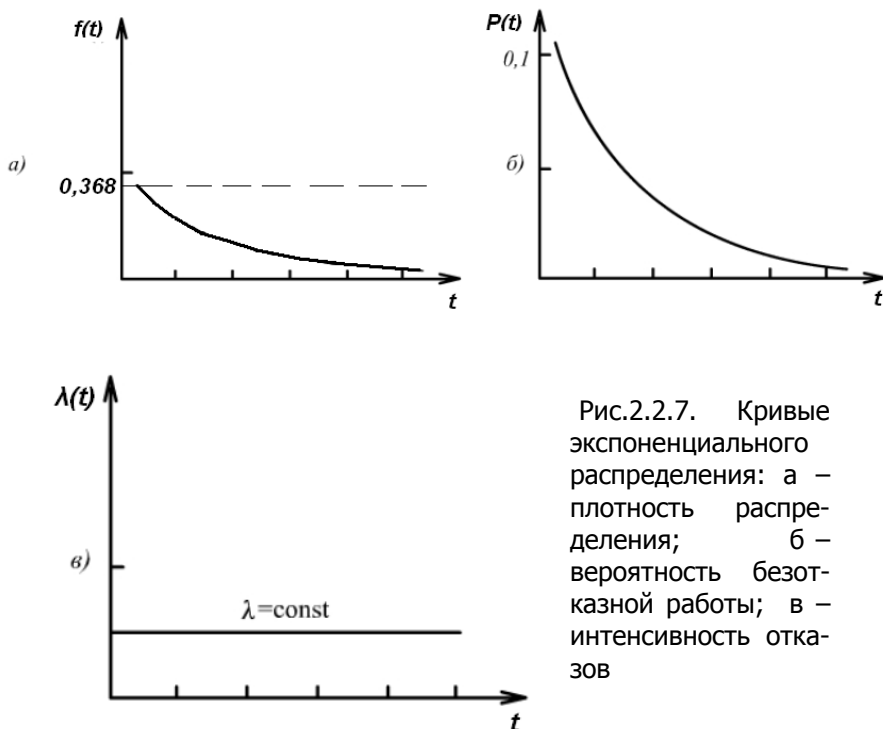 f(t)
а)
0,368
t
P(t)
0,1
б)
t
λ(t)
в)
λ=const
t
Рис.2.2.7. Кривые
экспоненциального
распределения: а –
плотность распре-
деления; б –
вероятность безот-
казной работы; в –
интенсивность отка-
зов